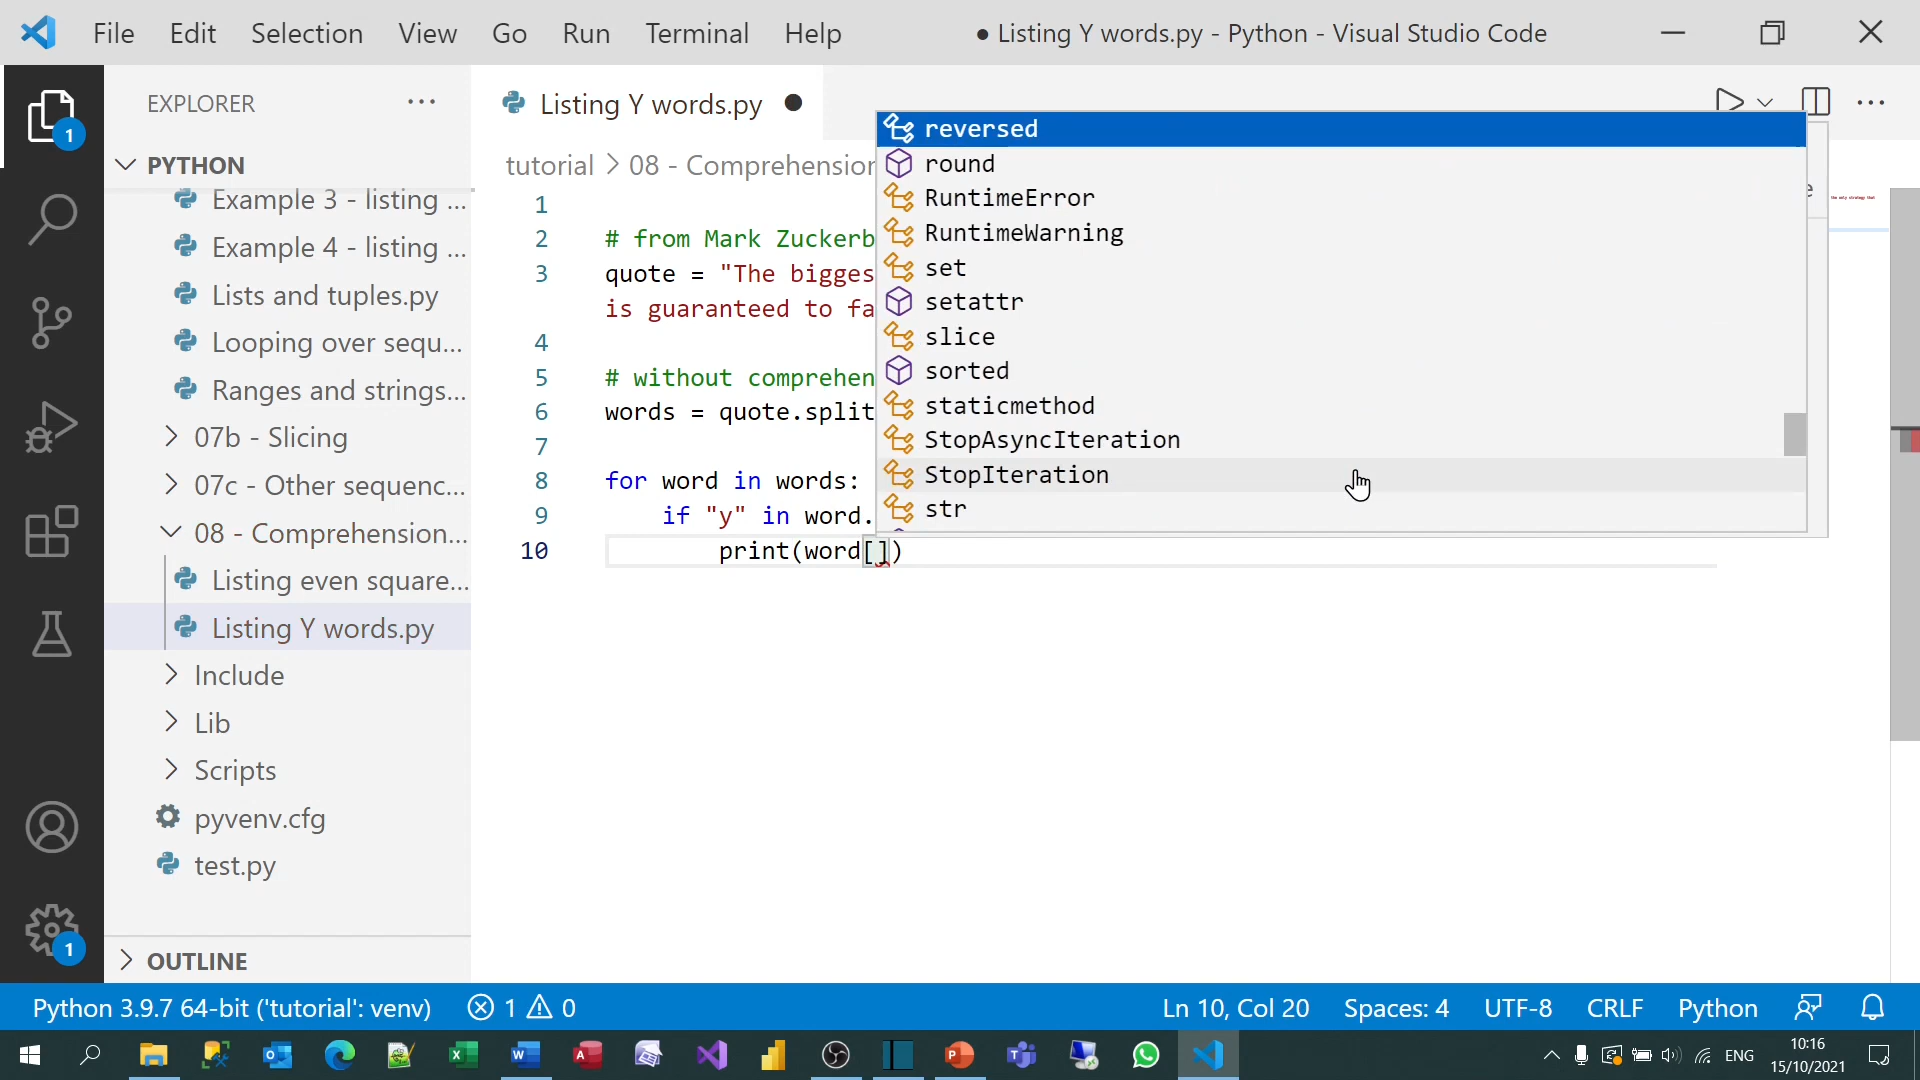 File Edit Selection View Go Run Terminal Help ● Listing Y words.py - Python - Visual Studio Code
EXPLORER ···
PYTHON
Example 3 - listing ...
Example 4 - listing ...
Lists and tuples.py
Looping over sequ...
Ranges and strings...
07b - Slicing
07c - Other sequenc...
08 - Comprehension...
Listing even square...
Listing Y words.py
Include
Lib
Scripts
pyvenv.cfg
test.py
OUTLINE
1
1
Listing Y words.py ●
tutorial > 08 - Comprehension
1
2 # from Mark Zuckerb
3 quote = "The bigges
is guaranteed to fa
4
5 # without comprehen
6 words = quote.split
7
8 for word in words:
9 if "y" in word.
10 print(word[])
reversed
round
RuntimeError
RuntimeWarning
set
setattr
slice
sorted
staticmethod
StopAsyncIteration
StopIteration
str
the only strategy that
Python 3.9.7 64-bit ('tutorial': venv) 1 0 Ln 10, Col 20 Spaces: 4 UTF-8 CRLF Python
ENG
10:16
15/10/2021